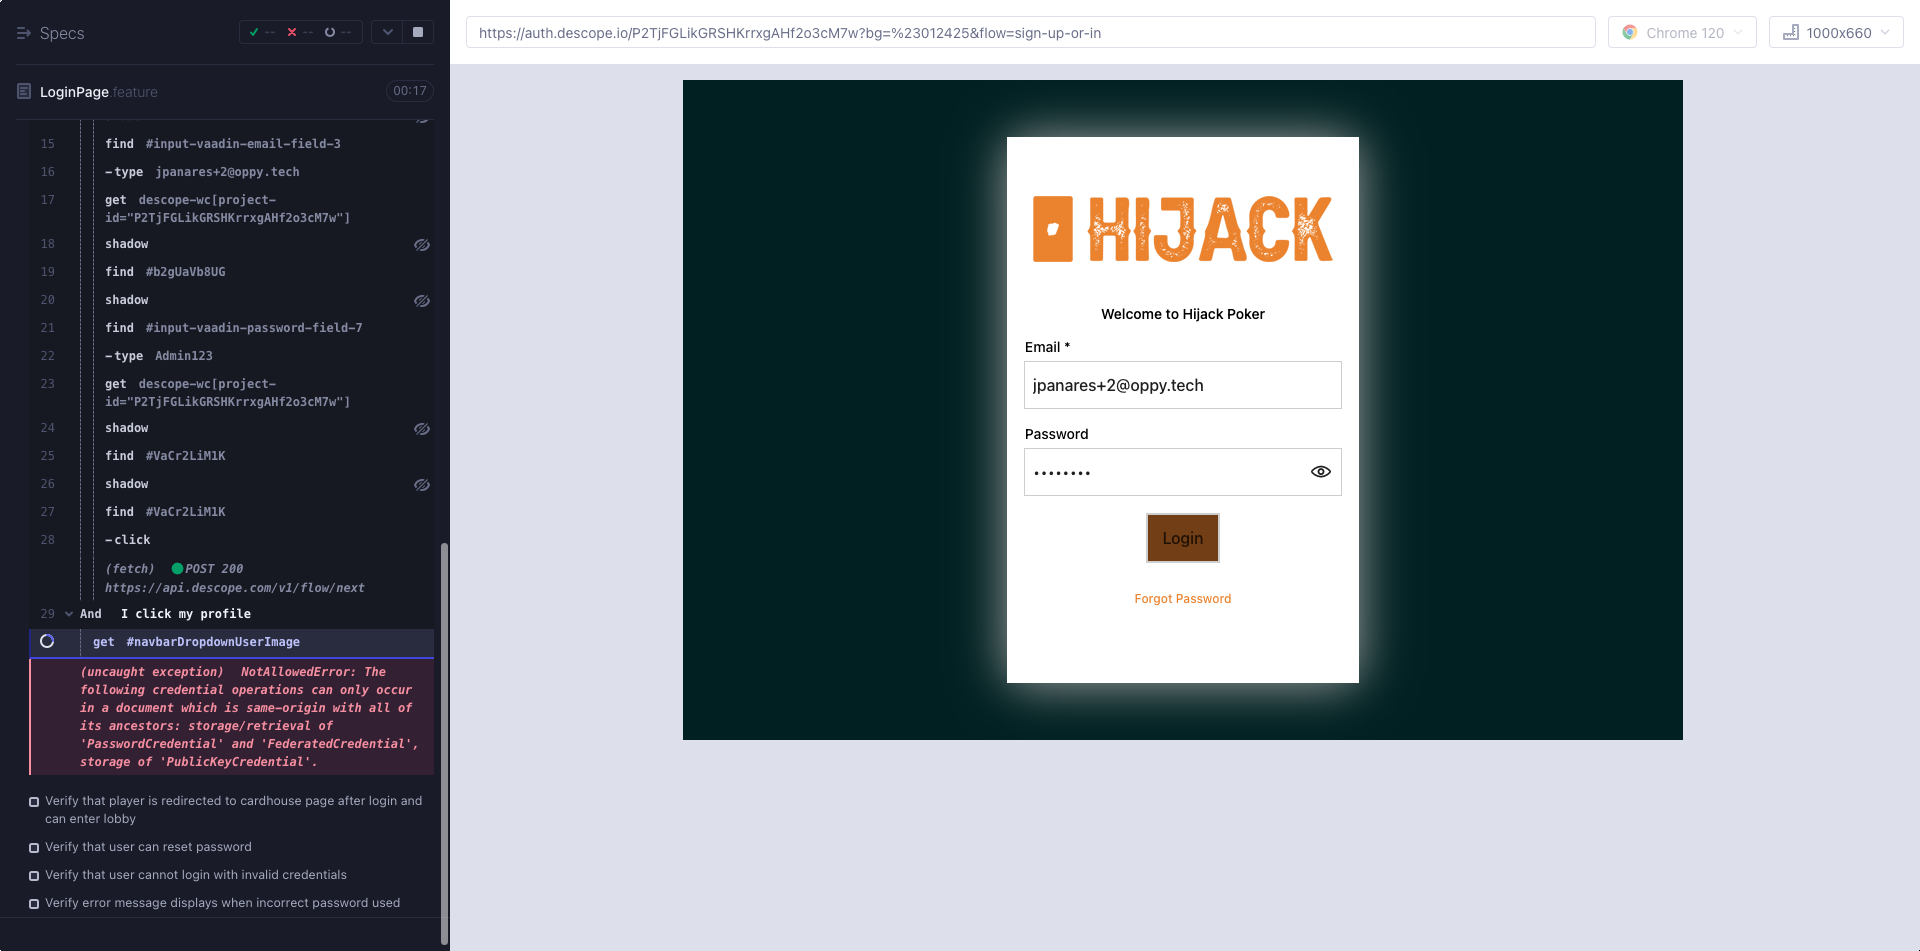 Specs
-- -- --
LoginPage feature
00:17
15 find #input-vaadin-email-field-3
16 -type jpanares+2@oppy.tech
17 get descope-wc[project-
id="P2TjFGLikGRSHKrrxgAHf2o3cM7w"]
18 shadow
19 find #b2gUaVb8UG
20 shadow
21 find #input-vaadin-password-field-7
22 -type Admin123
23 get descope-wc[project-
id="P2TjFGLikGRSHKrrxgAHf2o3cM7w"]
24 shadow
25 find #VaCr2LiM1K
26 shadow
27 find #VaCr2LiM1K
28 -click
(fetch) POST 200
https://api.descope.com/v1/flow/next
29 And I click my profile
get #navbarDropdownUserImage
(uncaught exception) NotAllowedError: The
following credential operations can only occur
in a document which is same-origin with all of
its ancestors: storage/retrieval of
'PasswordCredential' and 'FederatedCredential',
storage of 'PublicKeyCredential'.
Verify that player is redirected to cardhouse page after login and
can enter lobby
Verify that user can reset password
Verify that user cannot login with invalid credentials
Verify error message displays when incorrect password used
https://auth.descope.io/P2TjFGLikGRSHKrrxgAHf2o3cM7w?bg=%23012425&flow=sign-up-or-in
Chrome 120
1000x660
HIJACK
Welcome to Hijack Poker
Email *
jpanares+2@oppy.tech
Password
••••••••
Login
Forgot Password